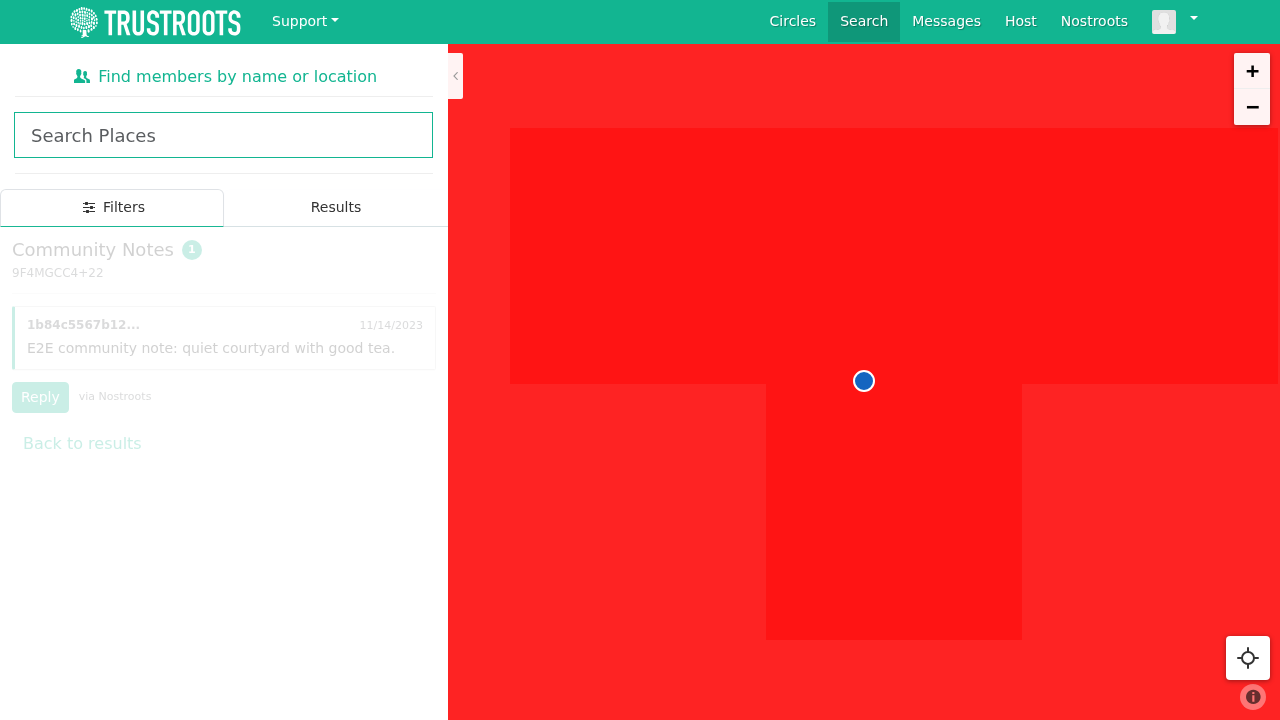 TRUSTROOTS
Support
Circles
Search
Messages
Host
Nostroots
Find members by name or location
Search Places
Filters
Results
Community Notes 1
9F4MGCC4+22
1b84c5567b12...
11/14/2023
E2E community note: quiet courtyard with good tea.
Reply
via Nostroots
Back to results
+
−